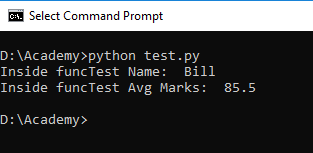 Select Command Prompt
D:\Academy>python test.py
Inside funcTest Name:  Bill
Inside funcTest Avg Marks:  85.5
D:\Academy>